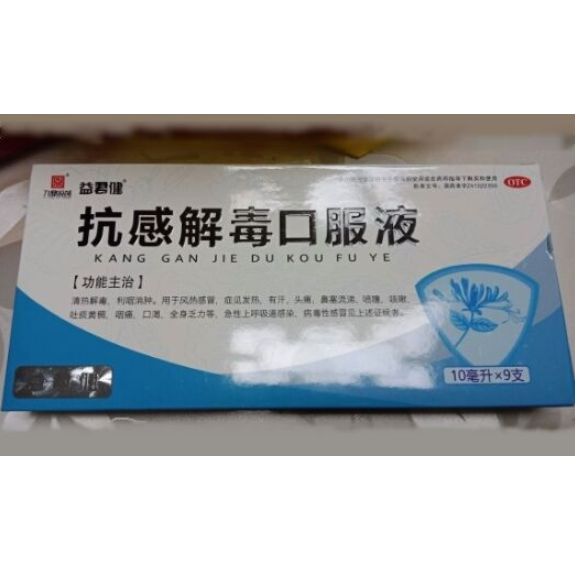 益君健
OTC
抗感解毒口服液
KANG GAN JIE DU KOU FU YE
【功能主治】
清热解毒，利咽消肿。用于风热感冒，症见发热、有汗、头痛、鼻塞流涕、喷嚏、咳嗽、
吐痰黄稠、咽痛、口渴、全身乏力等，急性上呼吸道感染、病毒性感冒见上述证候者。
10毫升×9支